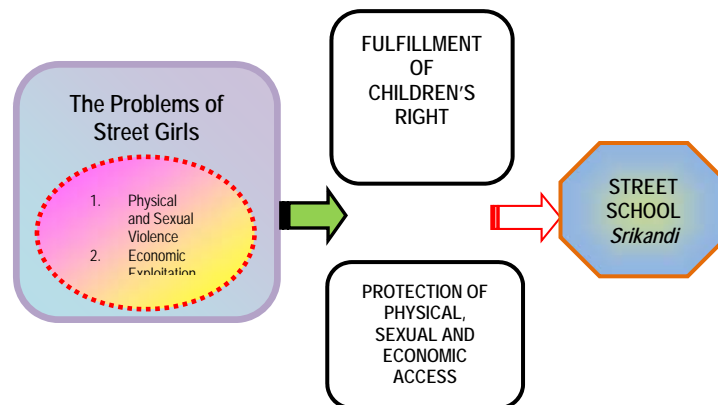 The Problems of
Street Girls
1. Physical
and Sexual
Violence
2. Economic
Exploitation
FULFILLMENT
OF
CHILDREN'S
RIGHT
PROTECTION OF
PHYSICAL,
SEXUAL AND
ECONOMIC
ACCESS
STREET
SCHOOL
Srikandi